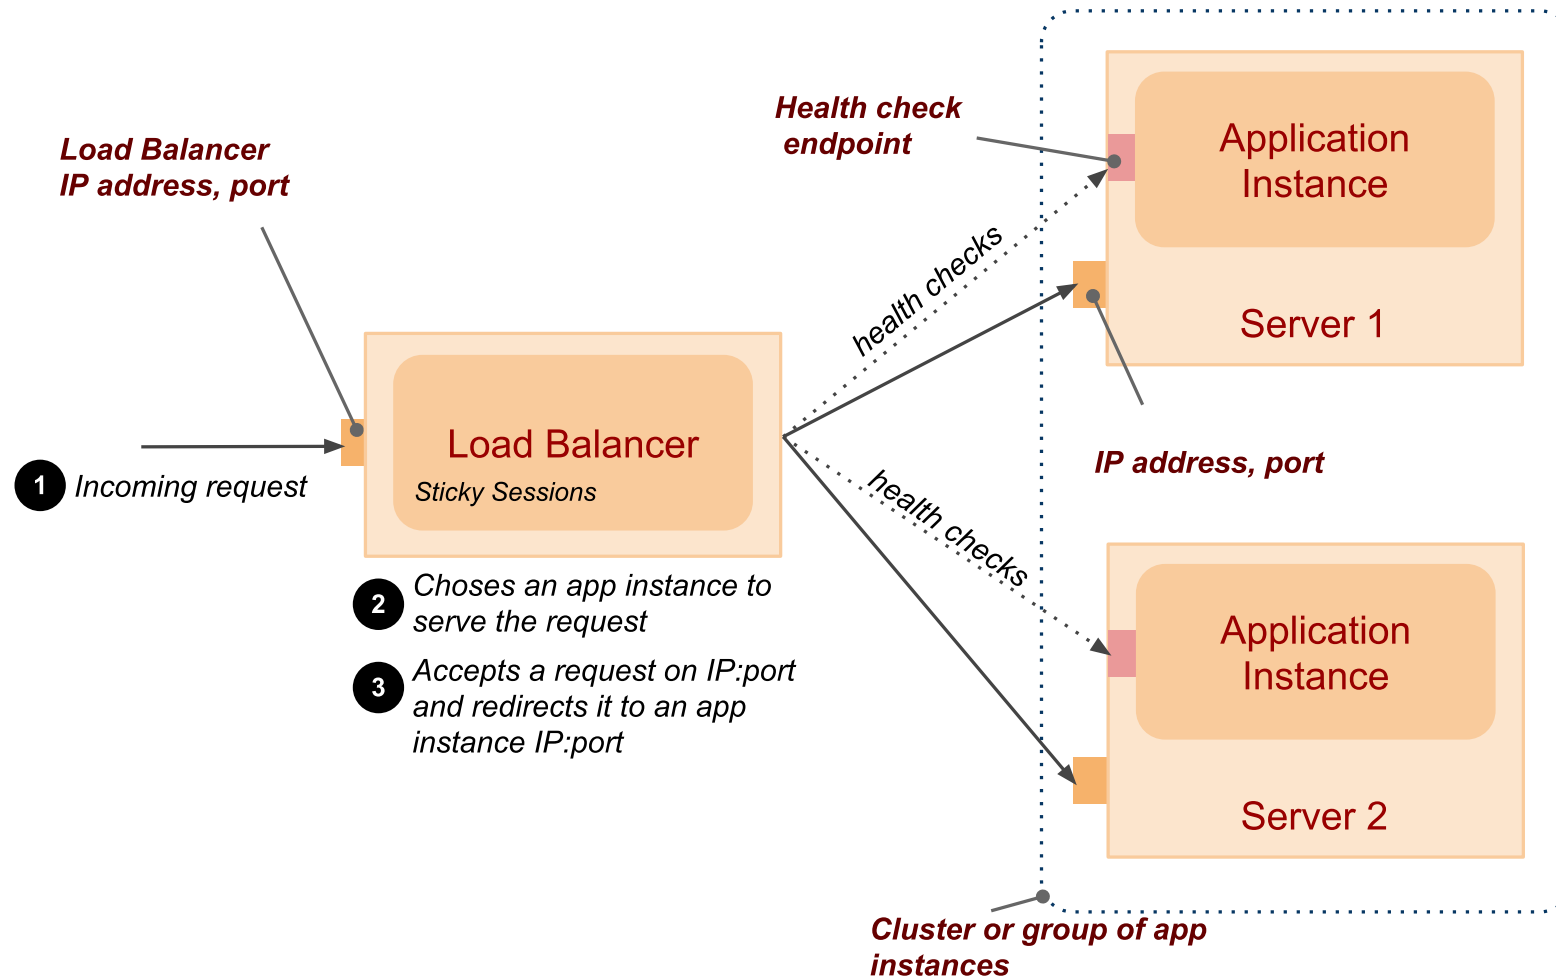 Load Balancer
IP address, port
1
Incoming request
Load Balancer
Sticky Sessions
2
Choses an app instance to
serve the request
3
Accepts a request on IP:port
and redirects it to an app
instance IP:port
health checks
health checks
Health check
endpoint
Application
Instance
Server 1
IP address, port
Application
Instance
Server 2
Cluster or group of app
instances